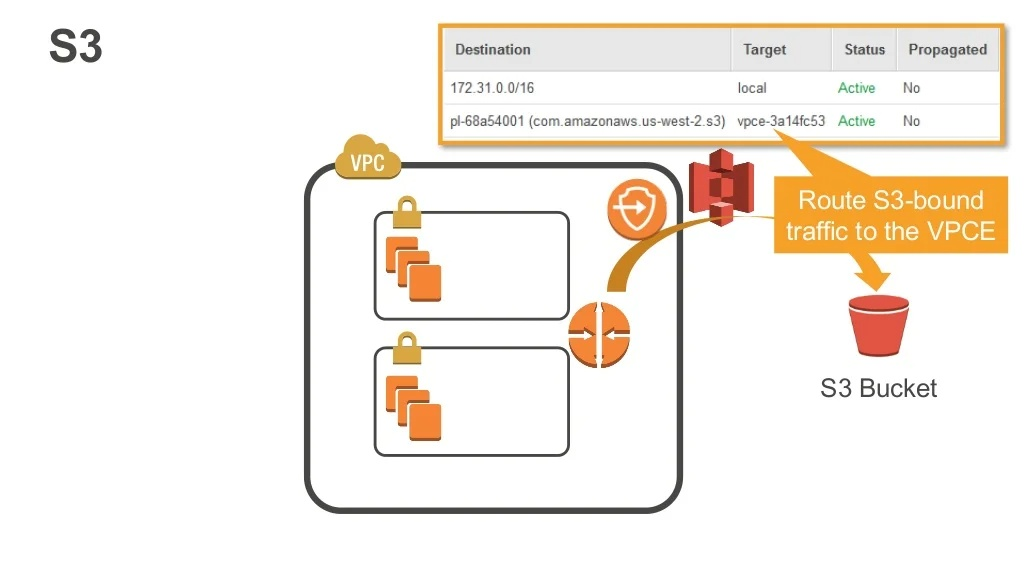 S3
Destination Target Status Propagated
172.31.0.0/16 local Active No
pl-68a54001 (com.amazonaws.us-west-2.s3) vpce-3a14fc53 Active No
VPC
Route S3-bound
traffic to the VPCE
S3 Bucket